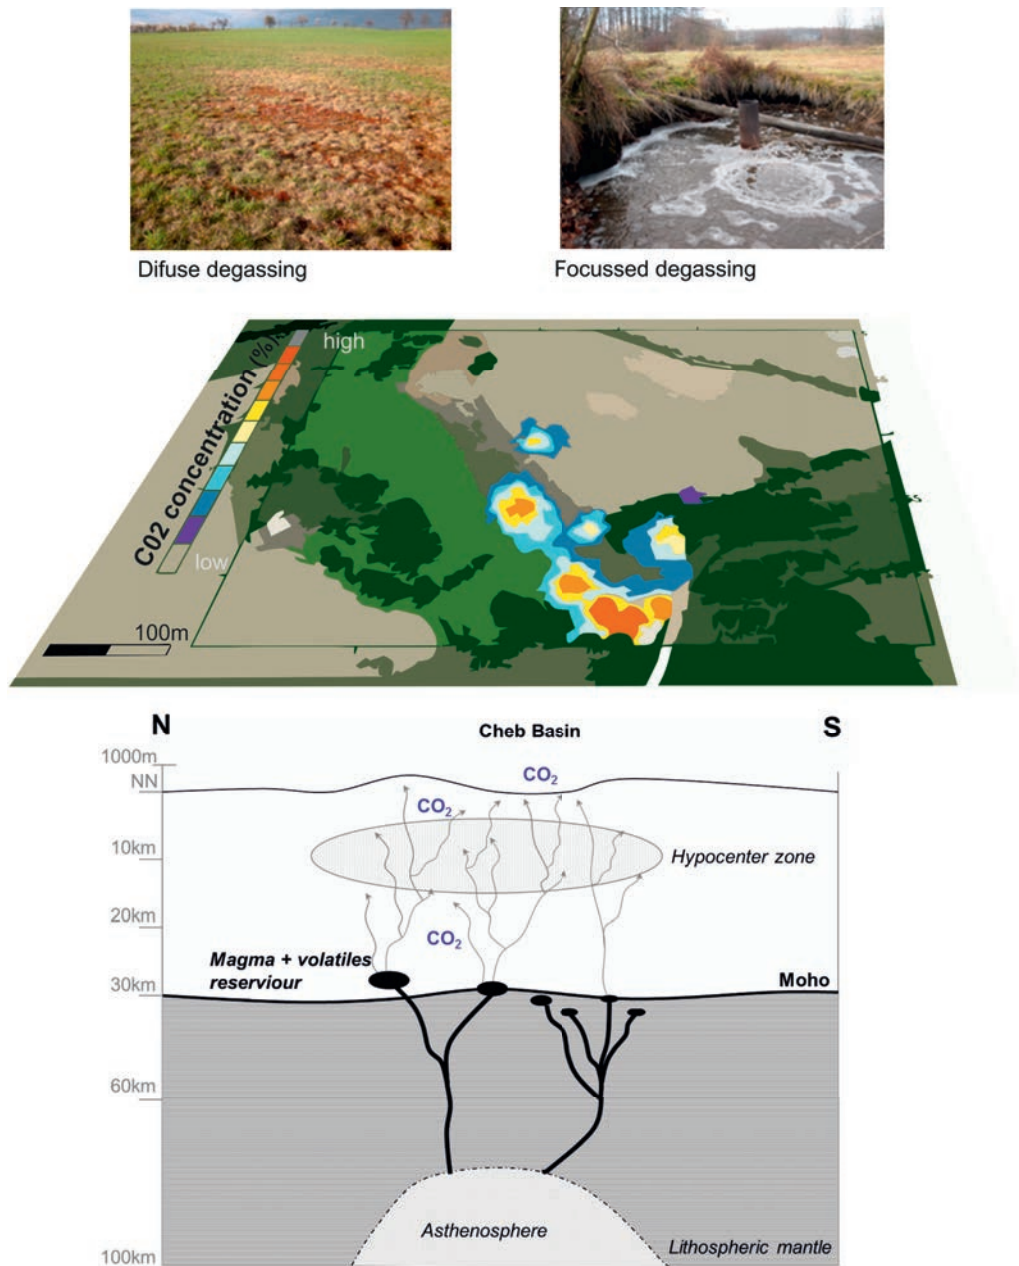 Difuse degassing
Focussed degassing
high
C02 concentration (%)
low
100m
N
Cheb Basin
S
1000m
NN
CO₂
CO₂
10km
Hypocenter zone
20km
CO₂
Magma + volatiles
reserviour
30km
Moho
60km
Asthenosphere
Lithospheric mantle
100km